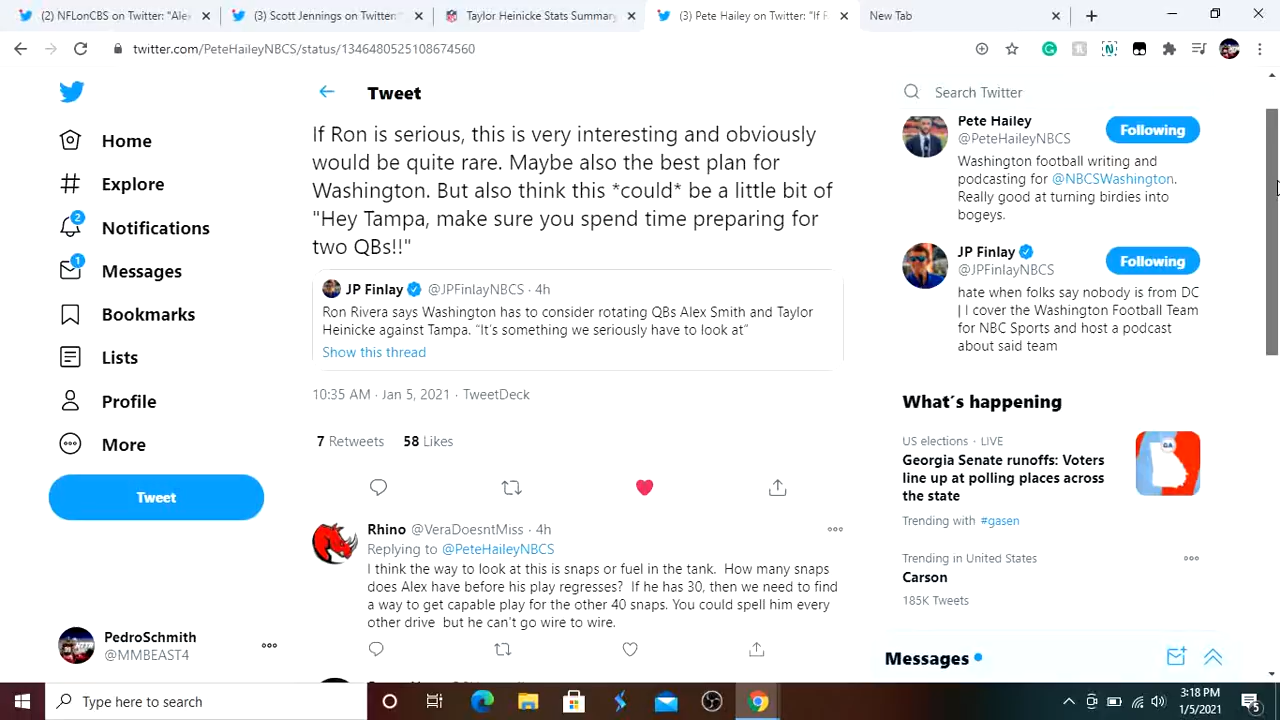 (2) NFLonCBS on Twitter: "Alex
(3) Scott Jennings on Twitter: "
Taylor Heinicke Stats Summary,
(3) Pete Hailey on Twitter: "If R
New Tab
twitter.com/PeteHaileyNBCS/status/1346480525108674560
Home
Explore
2
Notifications
1
Messages
Bookmarks
Lists
Profile
More
Tweet
PedroSchmith
@MMBEAST4
Tweet
If Ron is serious, this is very interesting and obviously
would be quite rare. Maybe also the best plan for
Washington. But also think this *could* be a little bit of
"Hey Tampa, make sure you spend time preparing for
two QBs!!"
JP Finlay @JPFinlayNBCS · 4h
Ron Rivera says Washington has to consider rotating QBs Alex Smith and Taylor
Heinicke against Tampa. "It's something we seriously have to look at"
Show this thread
10:35 AM · Jan 5, 2021 · TweetDeck
7 Retweets 58 Likes
Rhino @VeraDoesntMiss · 4h
Replying to @PeteHaileyNBCS
I think the way to look at this is snaps or fuel in the tank. How many snaps
does Alex have before his play regresses? If he has 30, then we need to find
a way to get capable play for the other 40 snaps. You could spell him every
other drive but he can't go wire to wire.
Search Twitter
Pete Hailey
@PeteHaileyNBCS
Following
Washington football writing and
podcasting for @NBCSWashington.
Really good at turning birdies into
bogeys.
JP Finlay
@JPFinlayNBCS
Following
hate when folks say nobody is from DC
| I cover the Washington Football Team
for NBC Sports and host a podcast
about said team
What's happening
US elections · LIVE
Georgia Senate runoffs: Voters
line up at polling places across
the state
GA
Trending with #gasen
Trending in United States
Carson
185K Tweets
Messages
Type here to search
3:18 PM
1/5/2021
5